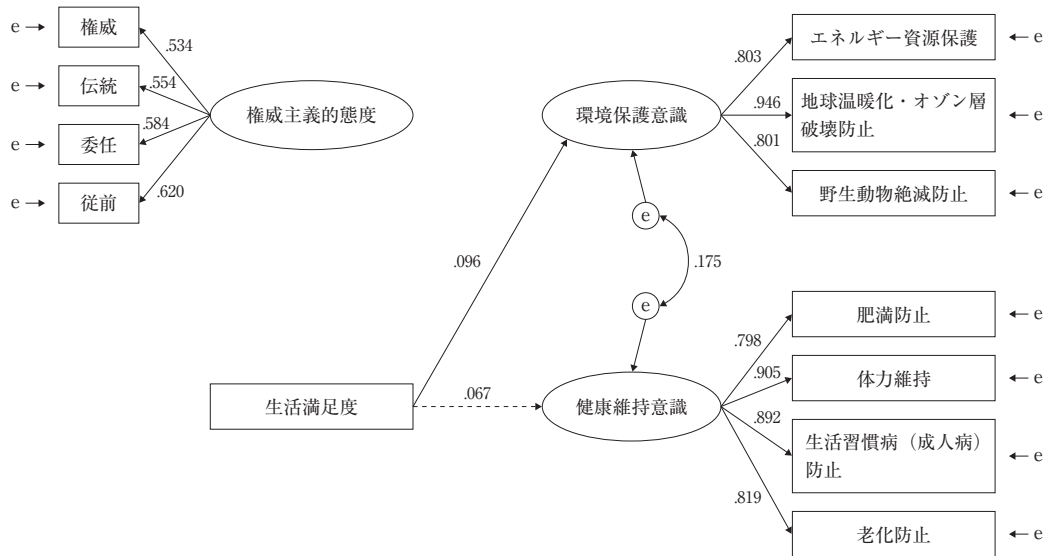 e
権威
.534
e
伝統
.554
e
委任
.584
e
従前
.620
権威主義的態度
環境保護意識
.803
エネルギー資源保護
e
.946
地球温暖化・オゾン層
破壊防止
e
.801
野生動物絶滅防止
e
e
.096
.175
e
生活満足度
.067
健康維持意識
.798
肥満防止
e
.905
体力維持
e
.892
生活習慣病（成人病）
防止
e
.819
老化防止
e